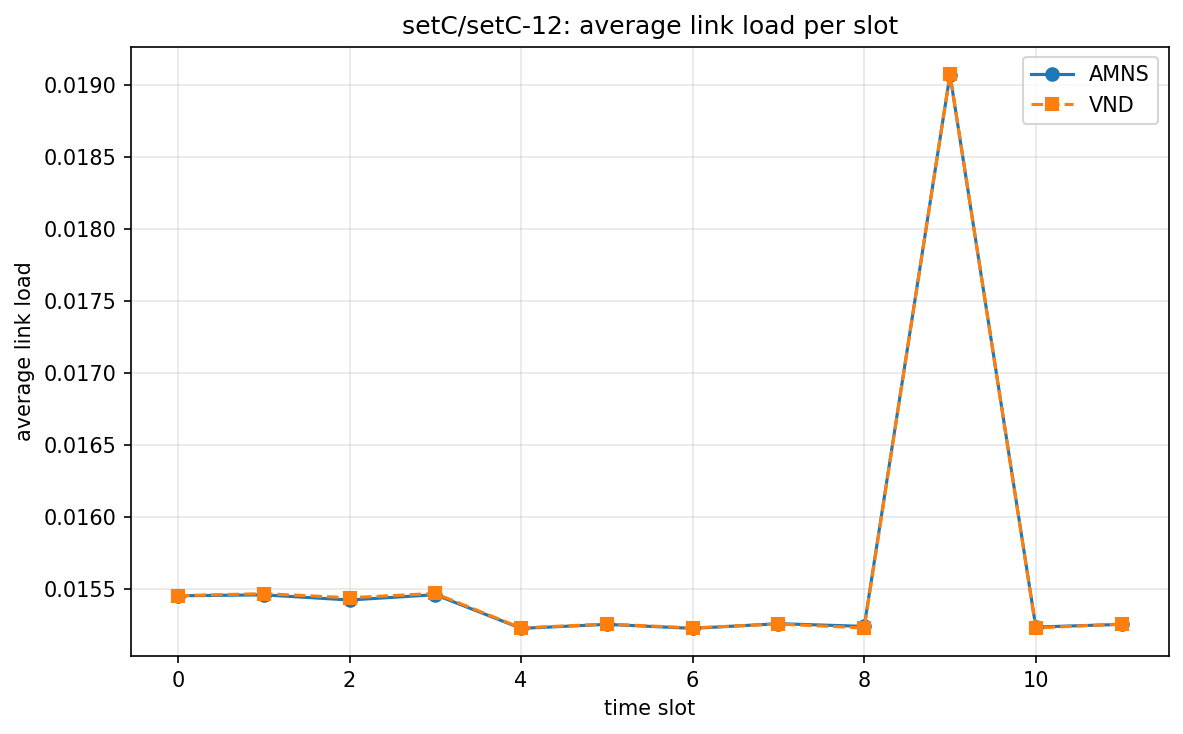 setC/setC-12: average link load per slot
AMNS
VND
average link load
0.0190
0.0185
0.0180
0.0175
0.0170
0.0165
0.0160
0.0155
0 2 4 6 8 10
time slot